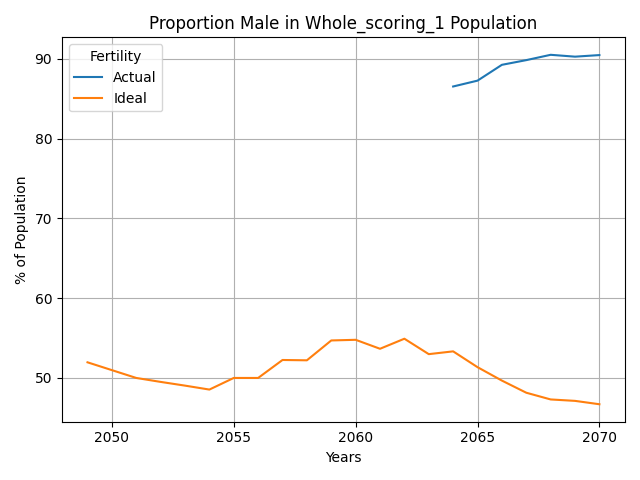 Proportion Male in Whole_scoring_1 Population
Fertility
Actual
Ideal
% of Population
90
80
70
60
50
2050
2055
2060
2065
2070
Years